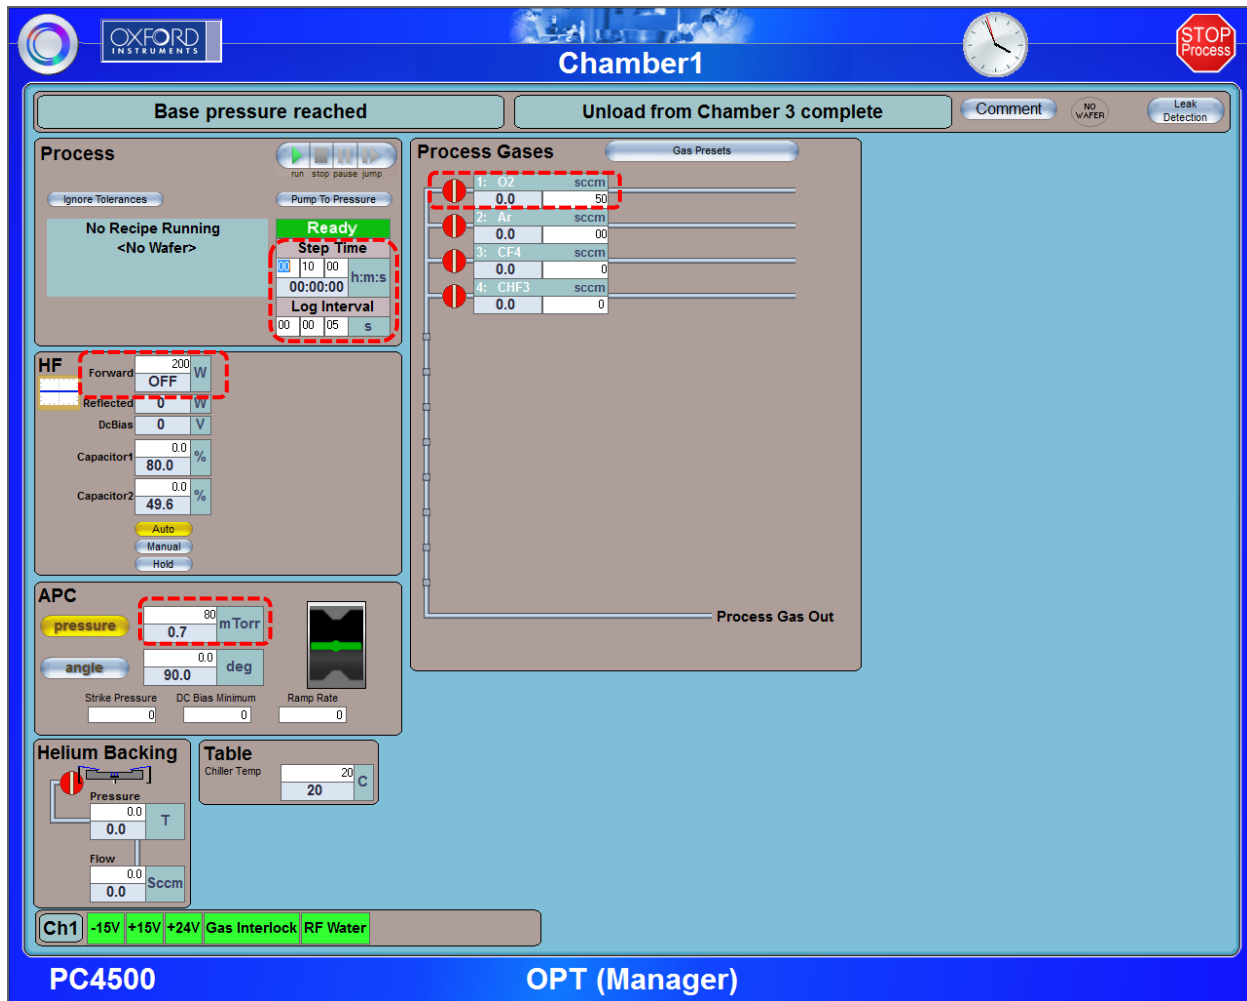 OXFORD
INSTRUMENTS
Chamber1
STOP
Process
Base pressure reached
Unload from Chamber 3 complete
Comment
NO
WAFER
Leak
Detection
Process
run stop pause jump
Ignore Tolerances
Pump To Pressure
No Recipe Running
<No Wafer>
Ready
Step Time
00 10 00
00:00:00 h:m:s
Log Interval
00 00 05 s
Process Gases
Gas Presets
1: O2 sccm
0.0 50
2: Ar sccm
0.0 00
3: CF4 sccm
0.0 0
4: CHF3 sccm
0.0 0
Process Gas Out
HF
Forward 200 W
OFF
Reflected 0 W
DcBias 0 V
Capacitor1 0.0 %
80.0
Capacitor2 0.0 %
49.6
Auto
Manual
Hold
APC
pressure 80 mTorr
0.7
angle 0.0 deg
90.0
Strike Pressure DC Bias Minimum Ramp Rate
0 0 0
Helium Backing
Pressure
0.0 T
0.0
Flow
0.0 Sccm
0.0
Table
Chiller Temp 20 C
20
Ch1 -15V +15V +24V Gas Interlock RF Water
PC4500
OPT (Manager)